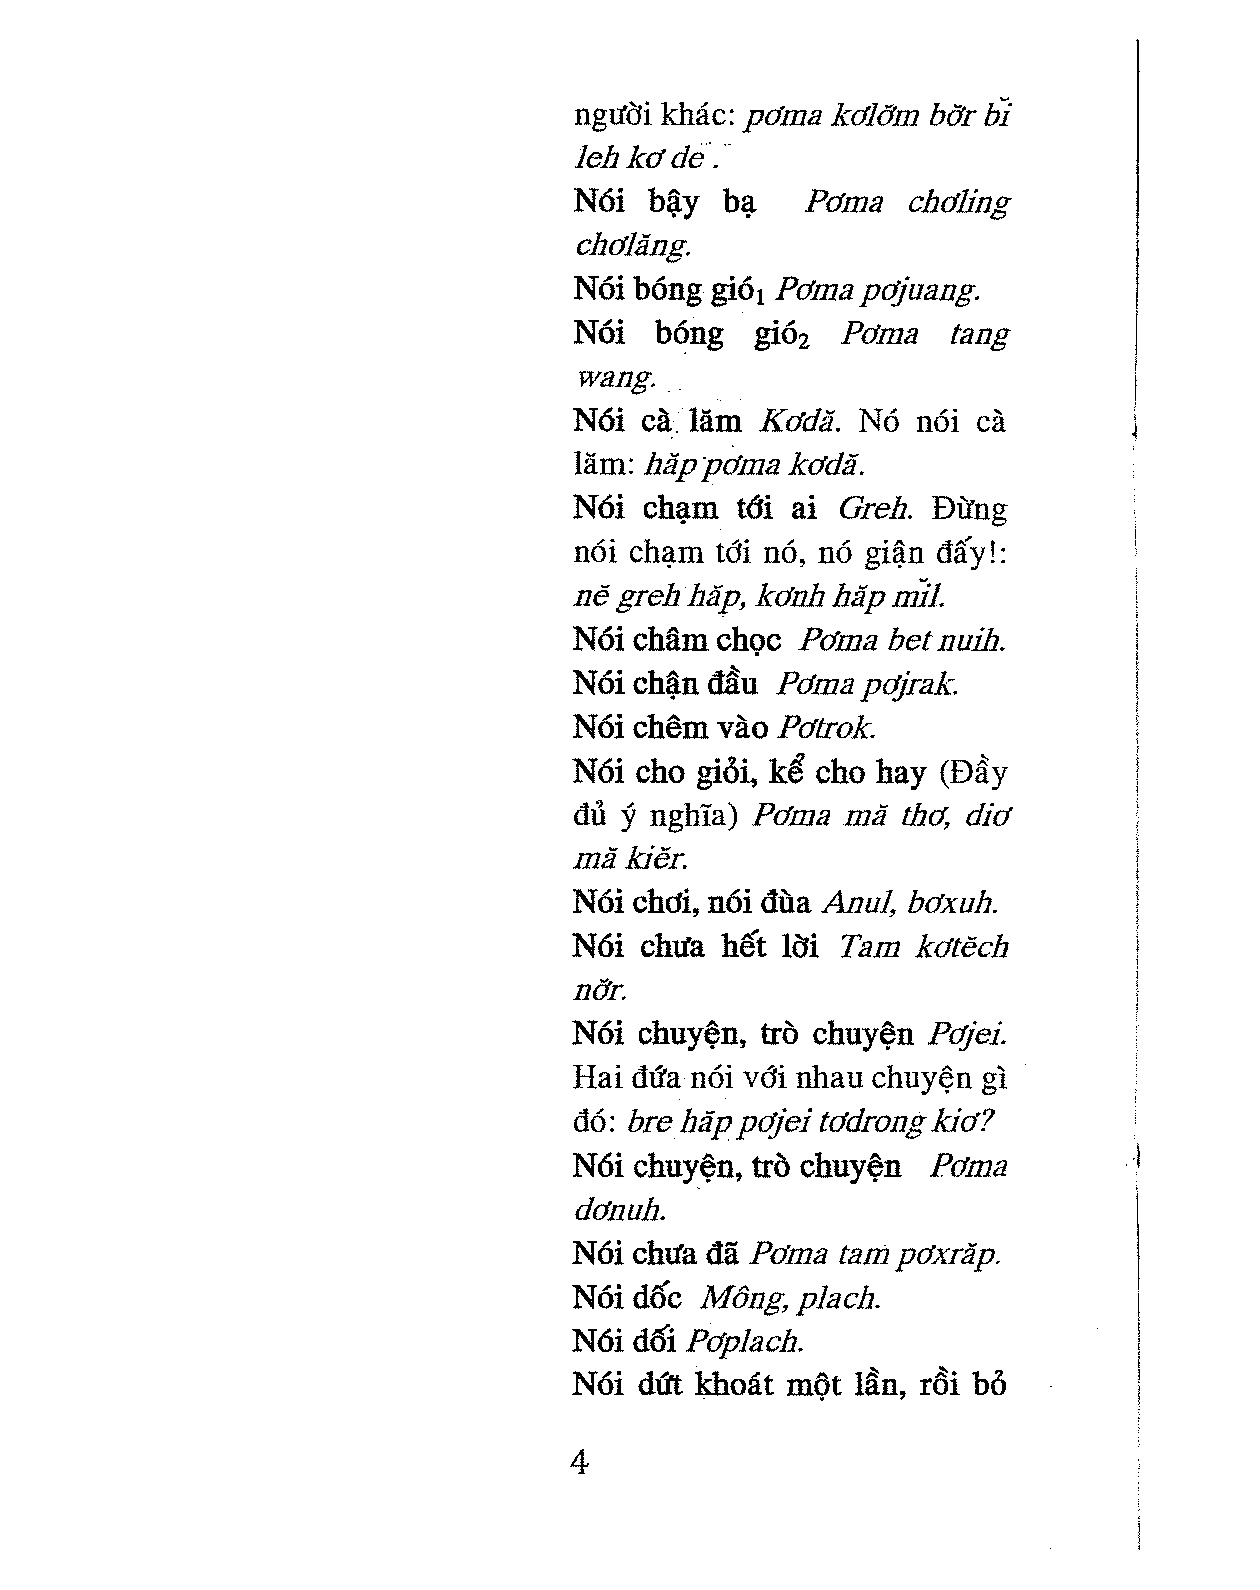 người khác: pơma kơlơ̆m bơ̆r bĭ
leh kơ de.
Nói bậy bạ Pơma chơling
chơlăng.
Nói bóng gió₁ Pơma pơjuang.
Nói bóng gió₂ Pơma tang
wang.
Nói cà lăm Kơdă. Nó nói cà
lăm: hăp pơma kơdă.
Nói chạm tới ai Greh. Đừng
nói chạm tới nó, nó giận đấy!:
nĕ greh hăp, kơnh hăp mĭl.
Nói châm chọc Pơma bet nuih.
Nói chận đầu Pơma pơjrak.
Nói chêm vào Pơtrok.
Nói cho giỏi, kể cho hay (Đầy
đủ ý nghĩa) Pơma mă thơ, diơ
mă kiĕr.
Nói chơi, nói đùa Anul, bơxuh.
Nói chưa hết lời Tam kơtĕch
nơ̆r.
Nói chuyện, trò chuyện Pơjei.
Hai đứa nói với nhau chuyện gì
đó: bre hăp pơjei tơdrong kiơ?
Nói chuyện, trò chuyện Pơma
dơnuh.
Nói chưa đã Pơma tam pơxrăp.
Nói dốc Mông, plach.
Nói dối Pơplach.
Nói dứt khoát một lần, rồi bỏ
4